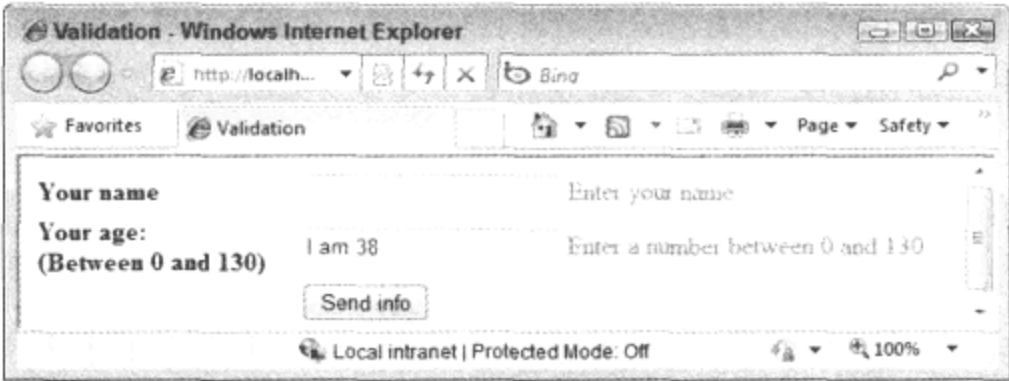 Validation - Windows Internet Explorer
http://localh...
Bing
Favorites
Validation
Page
Safety
Your name
Enter your name
Your age:
(Between 0 and 130)
I am 38
Enter a number between 0 and 130
Send info
Local intranet | Protected Mode: Off
100%